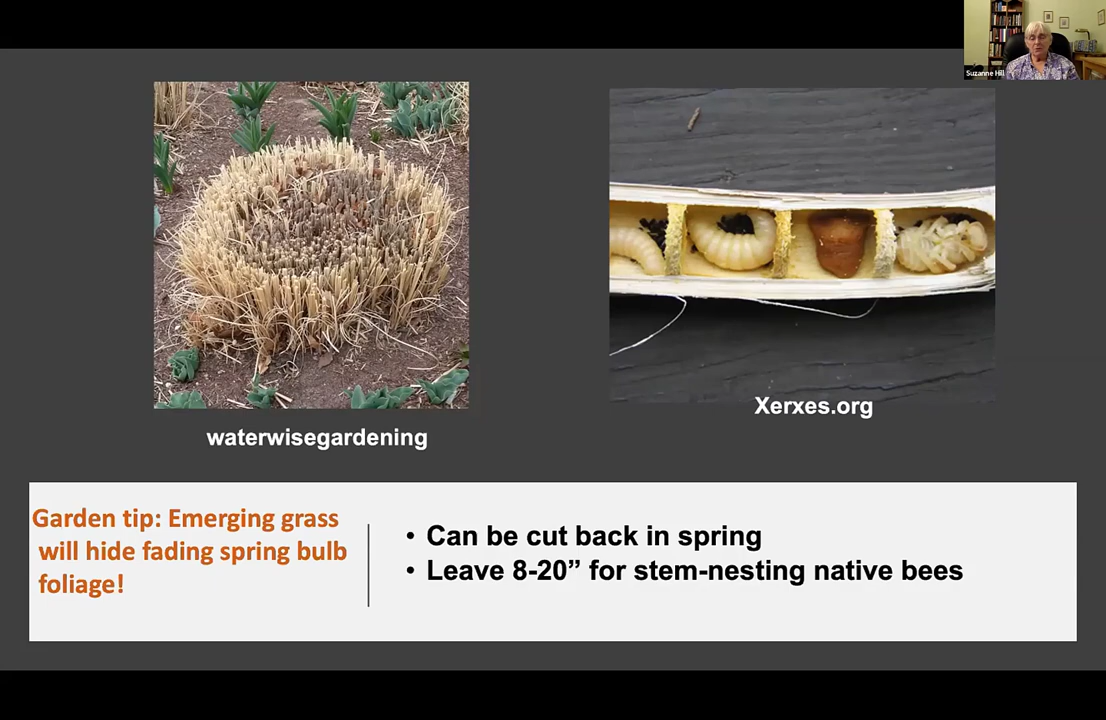 Suzanne Hill
waterwisegardening
Xerxes.org
Garden tip: Emerging grass
will hide fading spring bulb
foliage!
• Can be cut back in spring
• Leave 8-20” for stem-nesting native bees